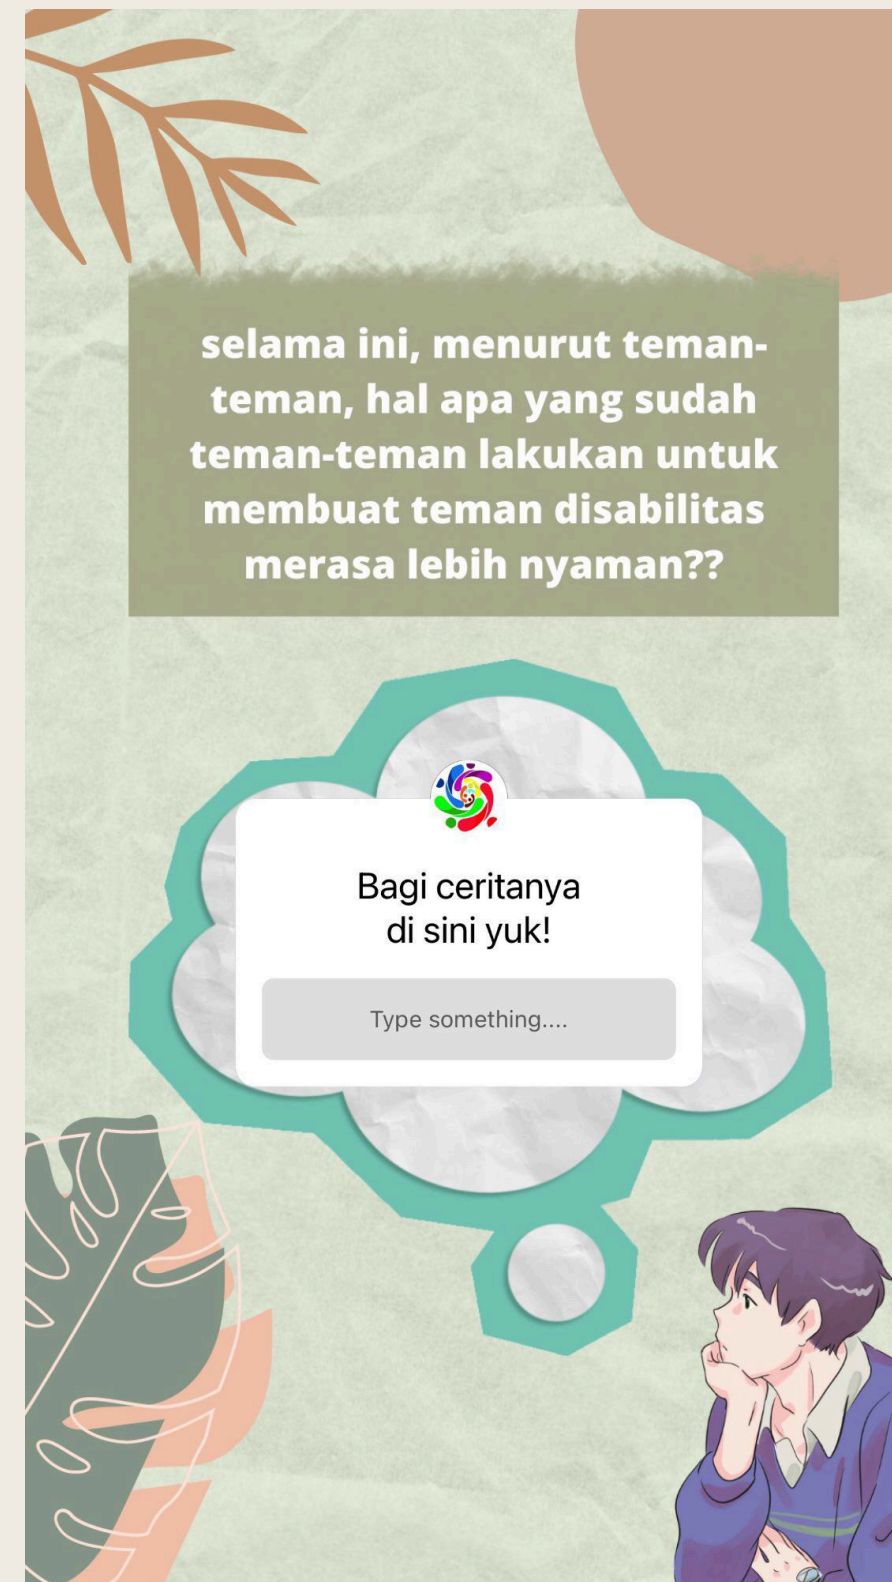 selama ini, menurut teman-
teman, hal apa yang sudah
teman-teman lakukan untuk
membuat teman disabilitas
merasa lebih nyaman??
Bagi ceritanya
di sini yuk!
Type something....